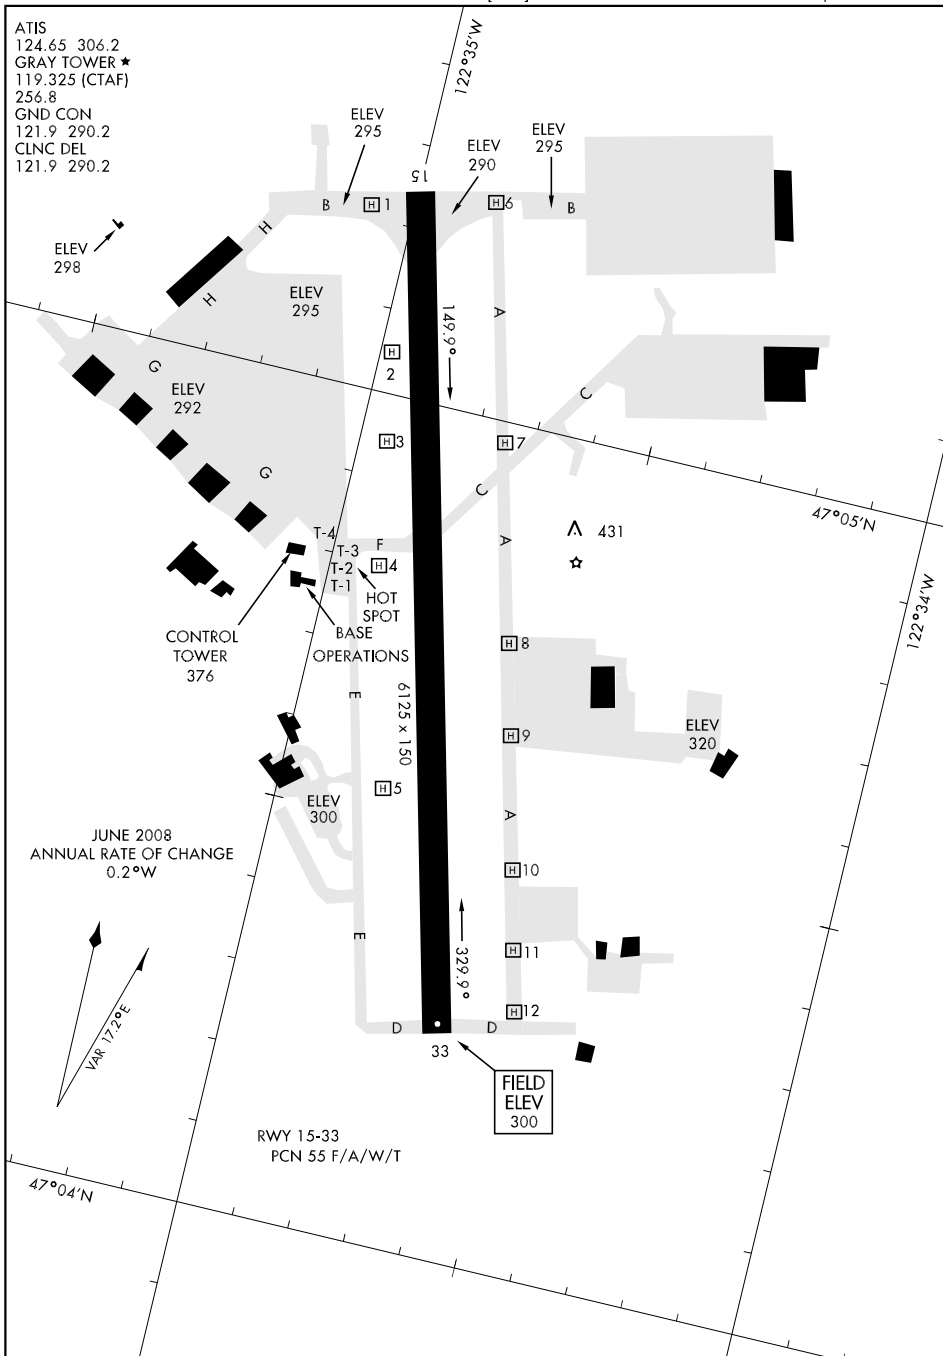 ATIS
124.65 306.2
GRAY TOWER ★
119.325 (CTAF)
256.8
GND CON
121.9 290.2
CLNC DEL
121.9 290.2
122°35'W
ELEV
295
ELEV
290
ELEV
295
15
B
H 1
H 6
B
H
ELEV
298
H
ELEV
295
A
149.9°
H
2
G
ELEV
292
C
H 3
H 7
G
C
47°05'N
T-4
F
T-3
T-2
T-1
H 4
A
431
HOT
SPOT
CONTROL
TOWER
376
BASE
OPERATIONS
122°34'W
H 8
E
6125 x 150
H 9
ELEV
320
H 5
ELEV
300
A
JUNE 2008
ANNUAL RATE OF CHANGE
0.2°W
H 10
E
329.9°
H 11
VAR 17.2°E
H 12
D
D
33
FIELD
ELEV
300
RWY 15-33
PCN 55 F/A/W/T
47°04'N